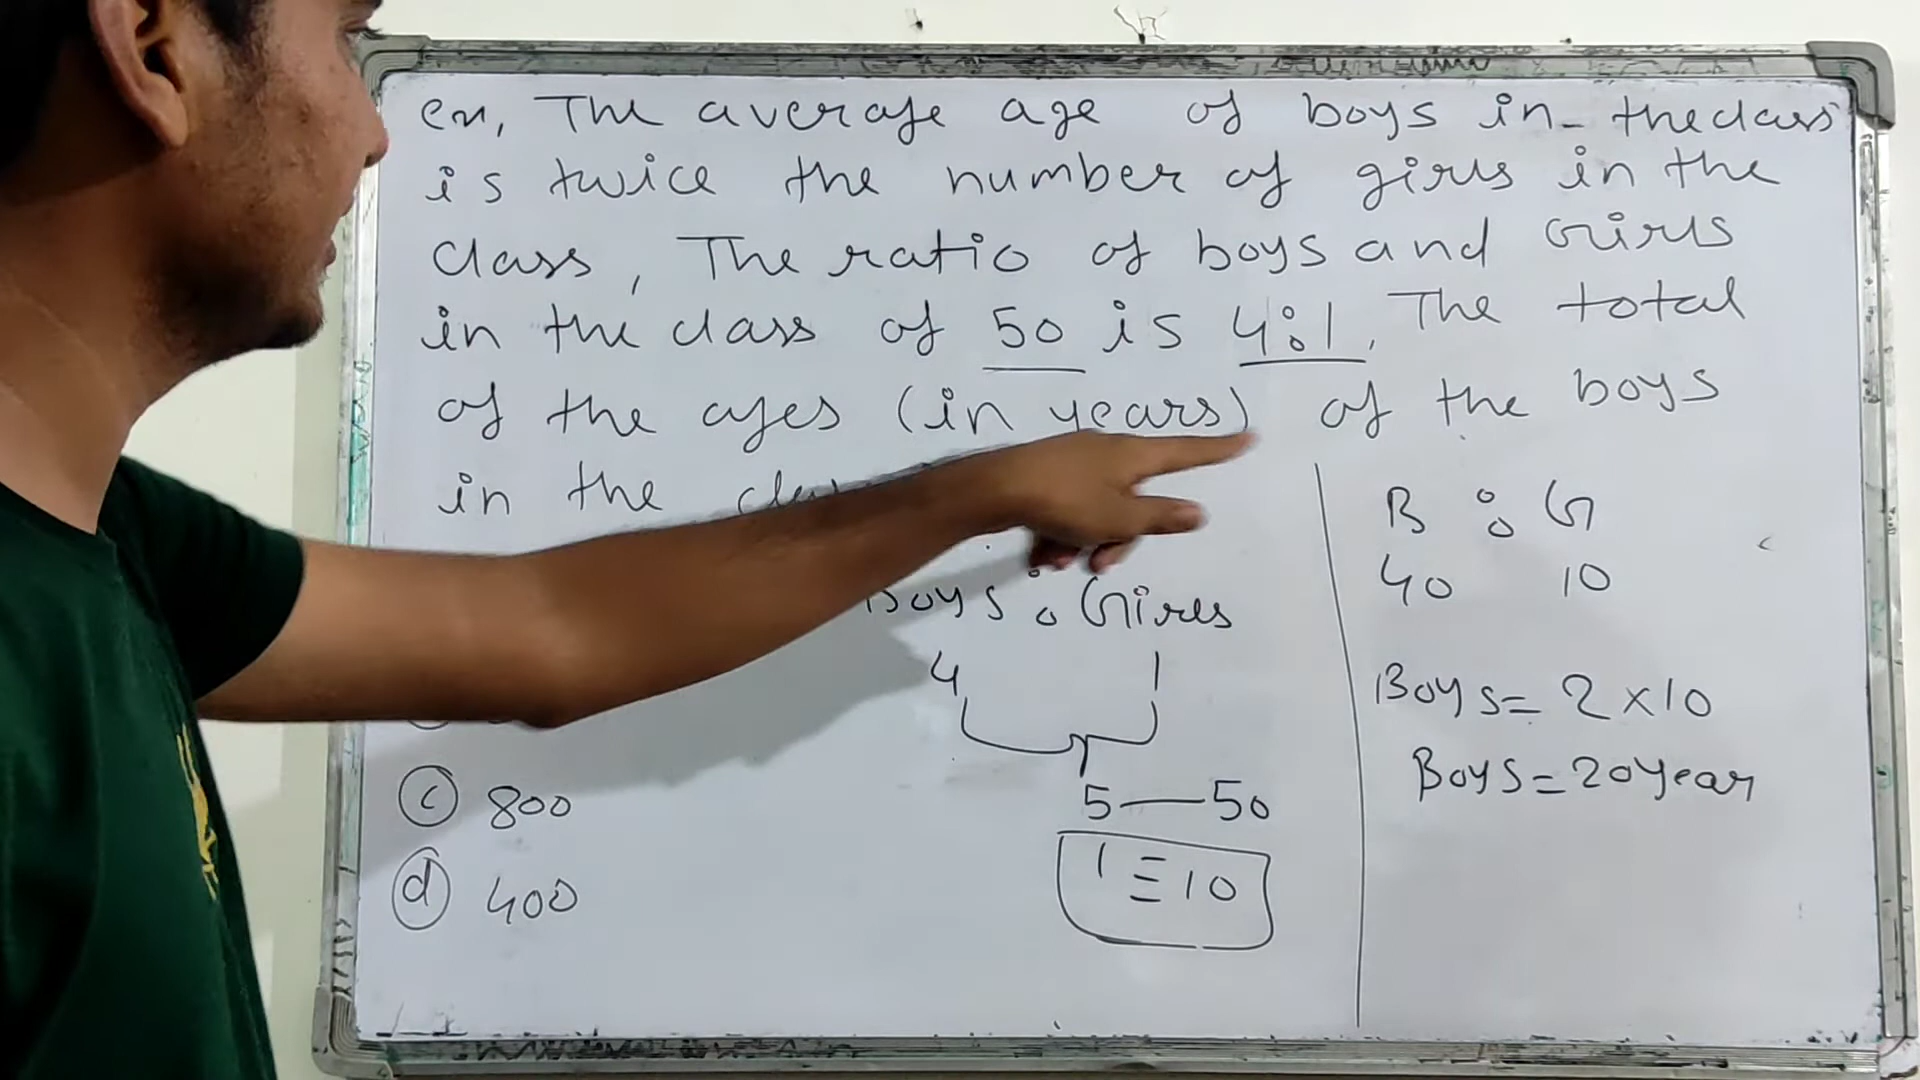 ex, The average age of boys in the class
is twice the number of girls in the
class, The ratio of boys and Girls
in the class of 50 is 4:1. The total
of the ages (in years) of the boys
in the
B : G
40 10
Boys : Girls
4 1
Boys = 2 × 10
Boys = 20 year
5 — 50
1 ≡ 10
(c) 800
(d) 400